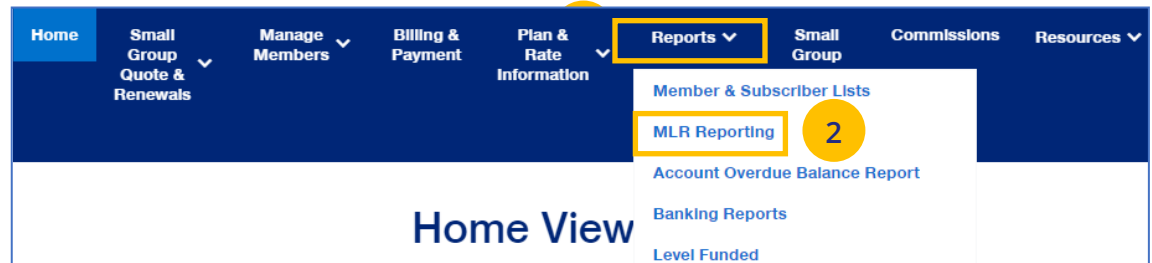 Home
Small
Group
Quote &
Renewals
Manage
Members
Billing &
Payment
Plan &
Rate
Information
Reports
Small
Group
Commissions
Resources
Member & Subscriber Lists
MLR Reporting
2
Account Overdue Balance Report
Banking Reports
Level Funded
Home View